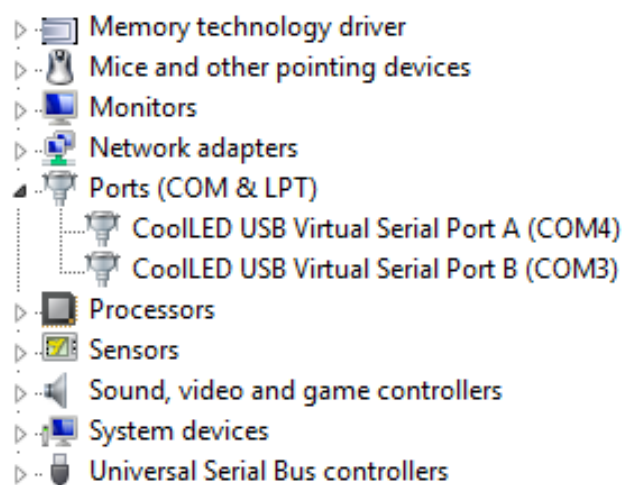 Memory technology driver
Mice and other pointing devices
Monitors
Network adapters
Ports (COM & LPT)
CoolLED USB Virtual Serial Port A (COM4)
CoolLED USB Virtual Serial Port B (COM3)
Processors
Sensors
Sound, video and game controllers
System devices
Universal Serial Bus controllers